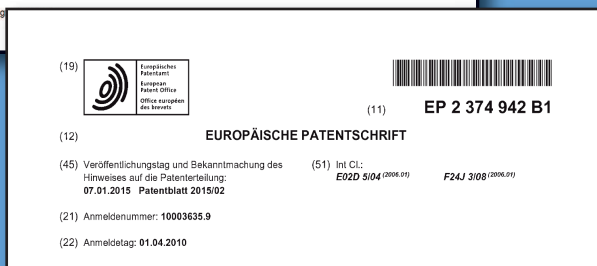 g
(19)
Europäisches
Patentamt
European
Patent Office
Office européen
des brevets
(11) EP 2 374 942 B1
(12) EUROPÄISCHE PATENTSCHRIFT
(45) Veröffentlichungstag und Bekanntmachung des
Hinweises auf die Patenterteilung:
07.01.2015 Patentblatt 2015/02
(51) Int Cl.:
E02D 5/04 (2006.01) F24J 3/08 (2006.01)
(21) Anmeldenummer: 10003635.9
(22) Anmeldetag: 01.04.2010